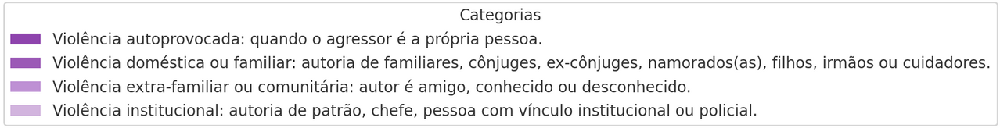 Categorias
Violência autoprovocada: quando o agressor é a própria pessoa.
Violência doméstica ou familiar: autoria de familiares, cônjuges, ex-cônjuges, namorados(as), filhos, irmãos ou cuidadores.
Violência extra-familiar ou comunitária: autor é amigo, conhecido ou desconhecido.
Violência institucional: autoria de patrão, chefe, pessoa com vínculo institucional ou policial.